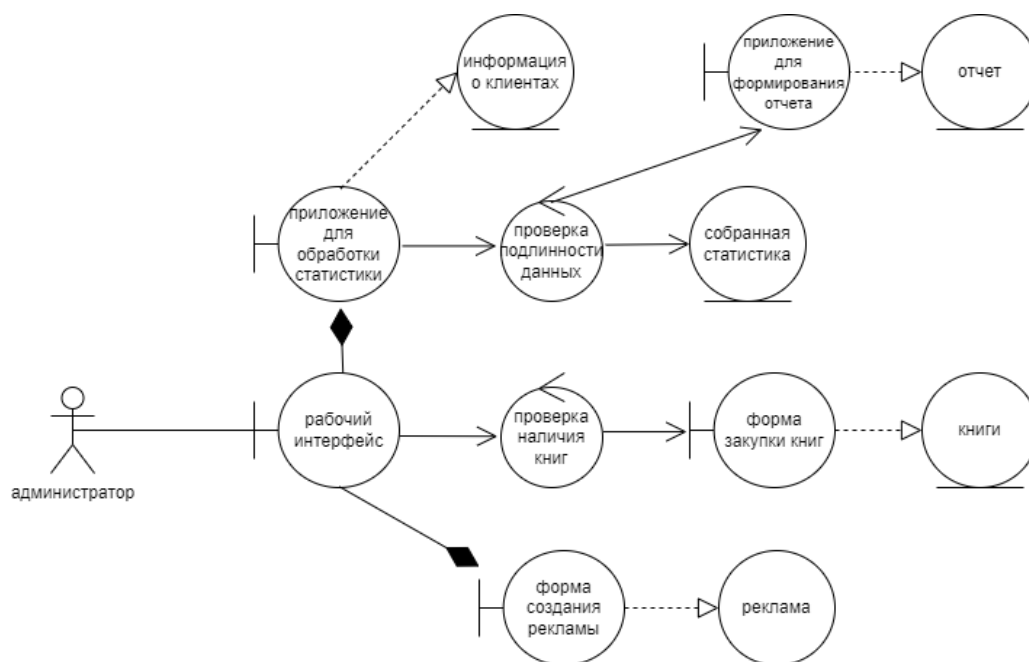 информация
о клиентах
приложение
для
формирования
отчета
отчет
приложение
для
обработки
статистики
проверка
подлинности
данных
собранная
статистика
администратор
рабочий
интерфейс
проверка
наличия
книг
форма
закупки книг
книги
форма
создания
рекламы
реклама